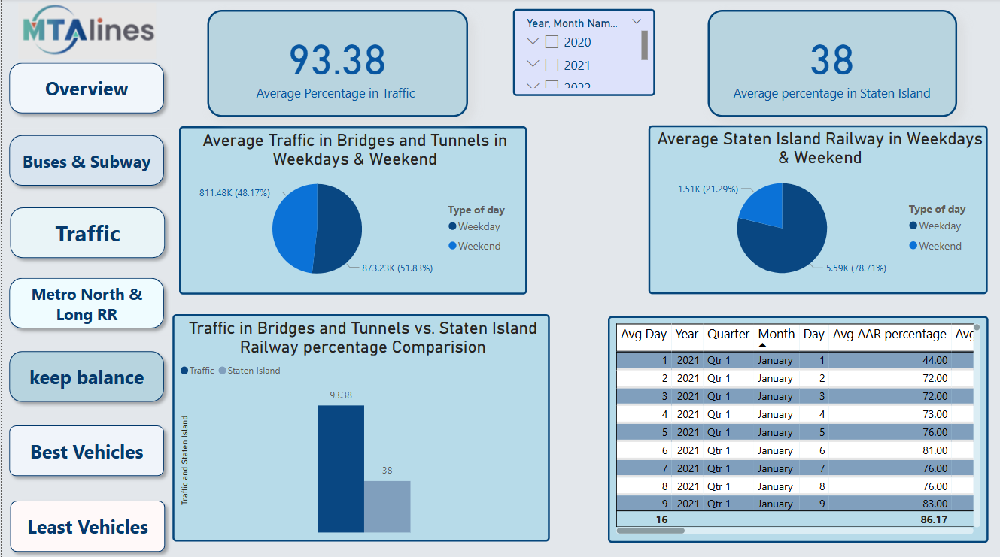 MTAlines
Overview
Buses & Subway
Traffic
Metro North &
Long RR
keep balance
Best Vehicles
Least Vehicles
93.38
Average Percentage in Traffic
Year, Month Nam...
2020
2021
2022
38
Average percentage in Staten Island
Average Traffic in Bridges and Tunnels in
Weekdays & Weekend
811.48K (48.17%)
873.23K (51.83%)
Type of day
Weekday
Weekend
Average Staten Island Railway in Weekdays
& Weekend
1.51K (21.29%)
5.59K (78.71%)
Type of day
Weekday
Weekend
Traffic in Bridges and Tunnels vs. Staten Island
Railway percentage Comparision
Traffic Staten Island
Traffic and Staten Island
93.38
38
Avg Day Year Quarter Month Day Avg AAR percentage Avg
1 2021 Qtr 1 January 1 44.00
2 2021 Qtr 1 January 2 72.00
3 2021 Qtr 1 January 3 72.00
4 2021 Qtr 1 January 4 73.00
5 2021 Qtr 1 January 5 76.00
6 2021 Qtr 1 January 6 81.00
7 2021 Qtr 1 January 7 76.00
8 2021 Qtr 1 January 8 76.00
9 2021 Qtr 1 January 9 83.00
16 86.17